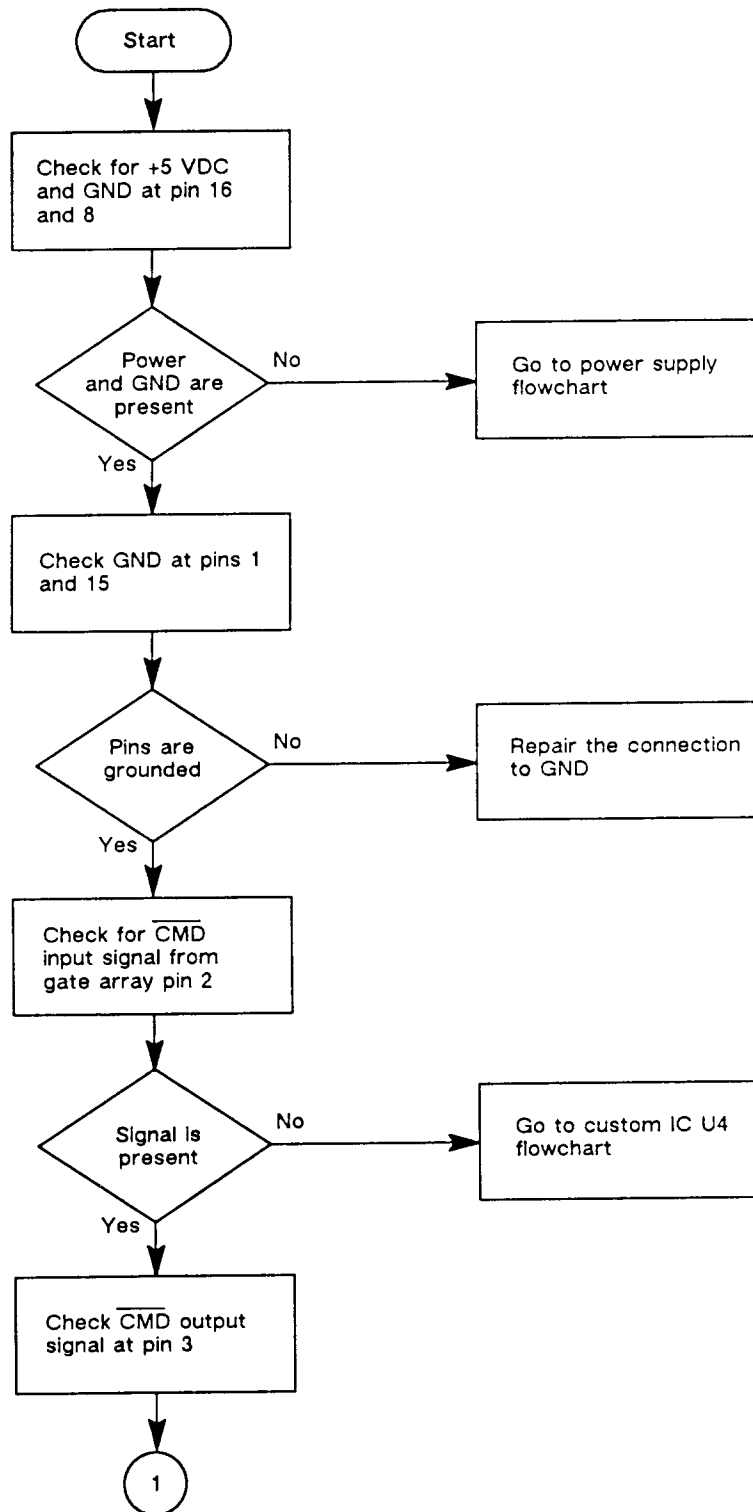 Start
Check for +5 VDC
and GND at pin 16
and 8
Power
and GND are
present
No
Go to power supply
flowchart
Yes
Check GND at pins 1
and 15
Pins are
grounded
No
Repair the connection
to GND
Yes
Check for C̅M̅D̅
input signal from
gate array pin 2
Signal is
present
No
Go to custom IC U4
flowchart
Yes
Check C̅M̅D̅ output
signal at pin 3
1